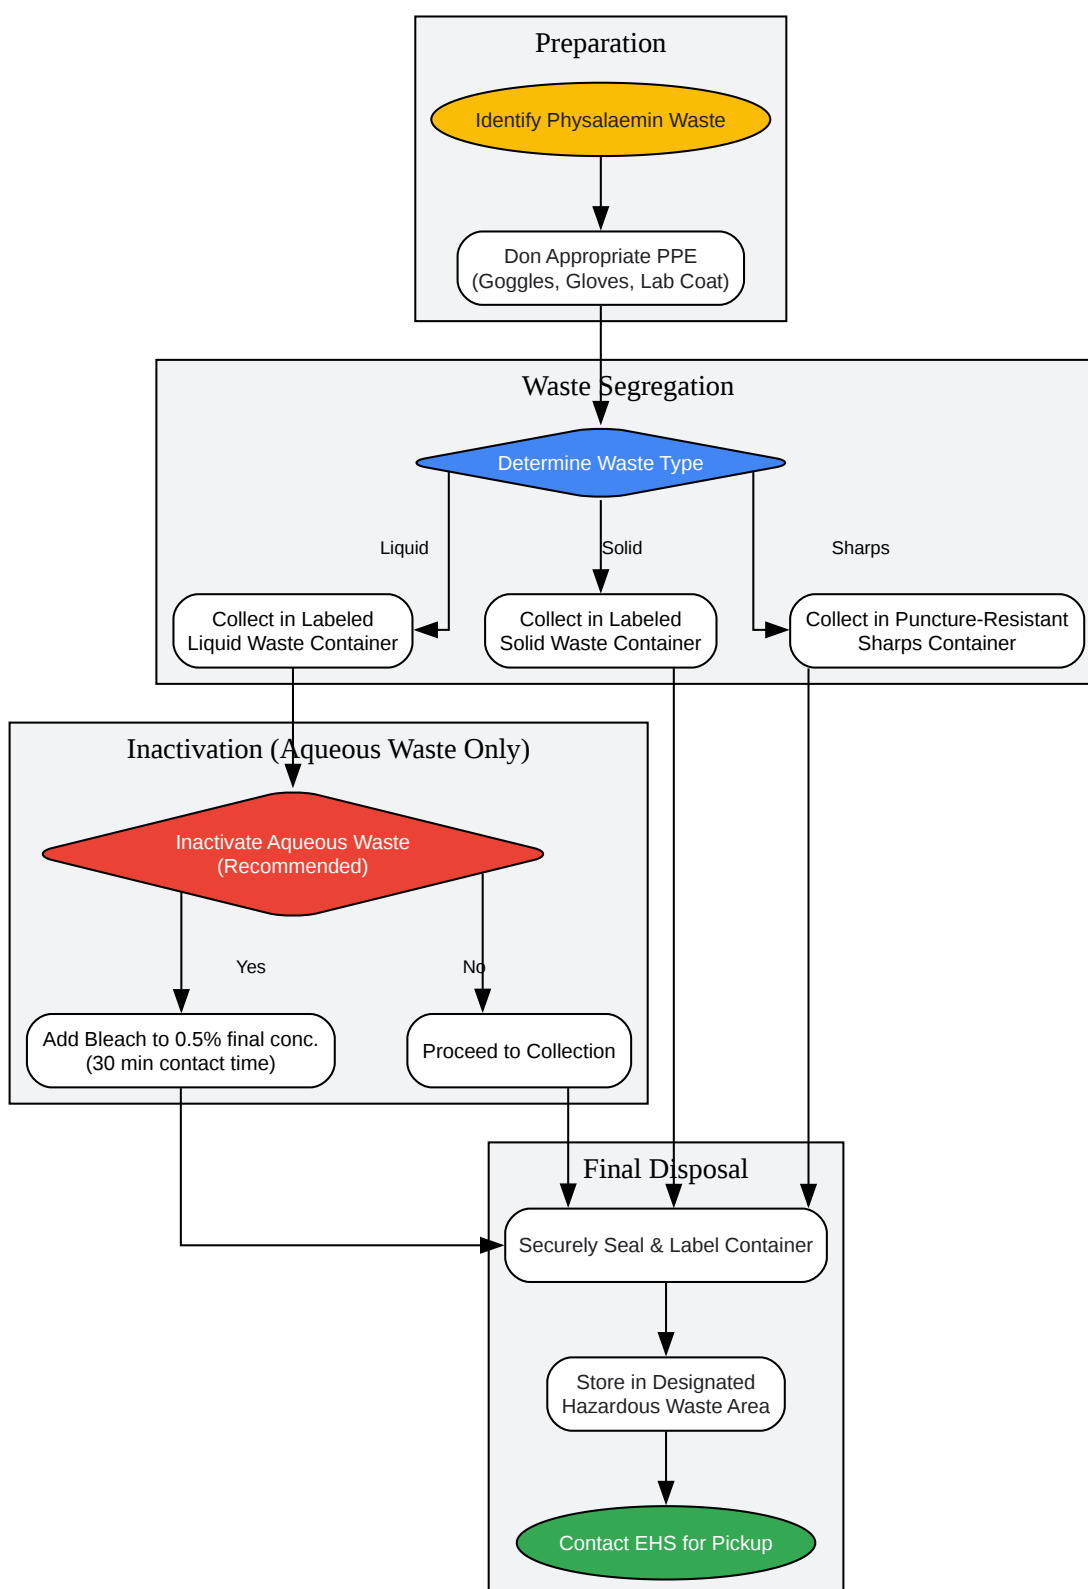 Preparation
Identify Physalaemin Waste
Don Appropriate PPE
(Goggles, Gloves, Lab Coat)
Waste Segregation
Determine Waste Type
Liquid
Solid
Sharps
Collect in Labeled
Liquid Waste Container
Collect in Labeled
Solid Waste Container
Collect in Puncture-Resistant
Sharps Container
Inactivation (Aqueous Waste Only)
Inactivate Aqueous Waste
(Recommended)
Yes
No
Add Bleach to 0.5% final conc.
(30 min contact time)
Proceed to Collection
Final Disposal
Securely Seal & Label Container
Store in Designated
Hazardous Waste Area
Contact EHS for Pickup